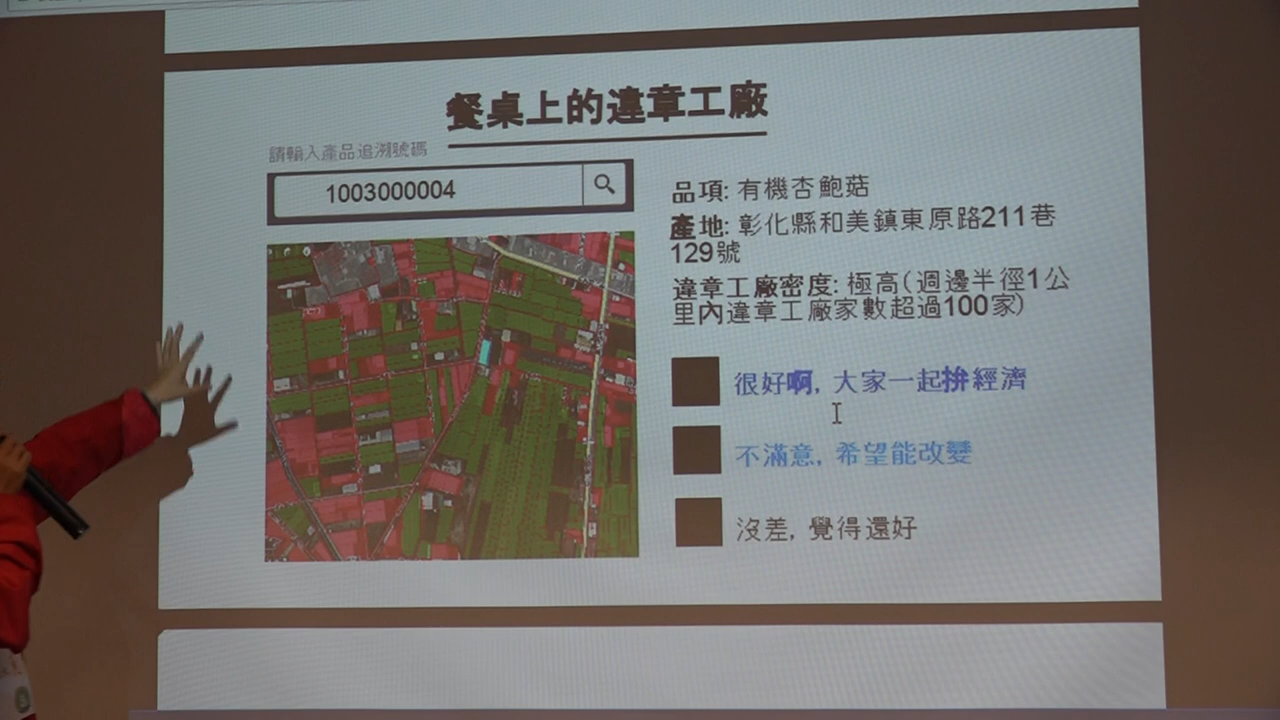 餐桌上的違章工廠
請輸入產品追溯號碼
1003000004
品項: 有機杏鮑菇
產地: 彰化縣和美鎮東原路211巷
129號
違章工廠密度: 極高(週邊半徑1公
里內違章工廠家數超過100家)
很好啊, 大家一起拚經濟
不滿意, 希望能改變
沒差, 覺得還好